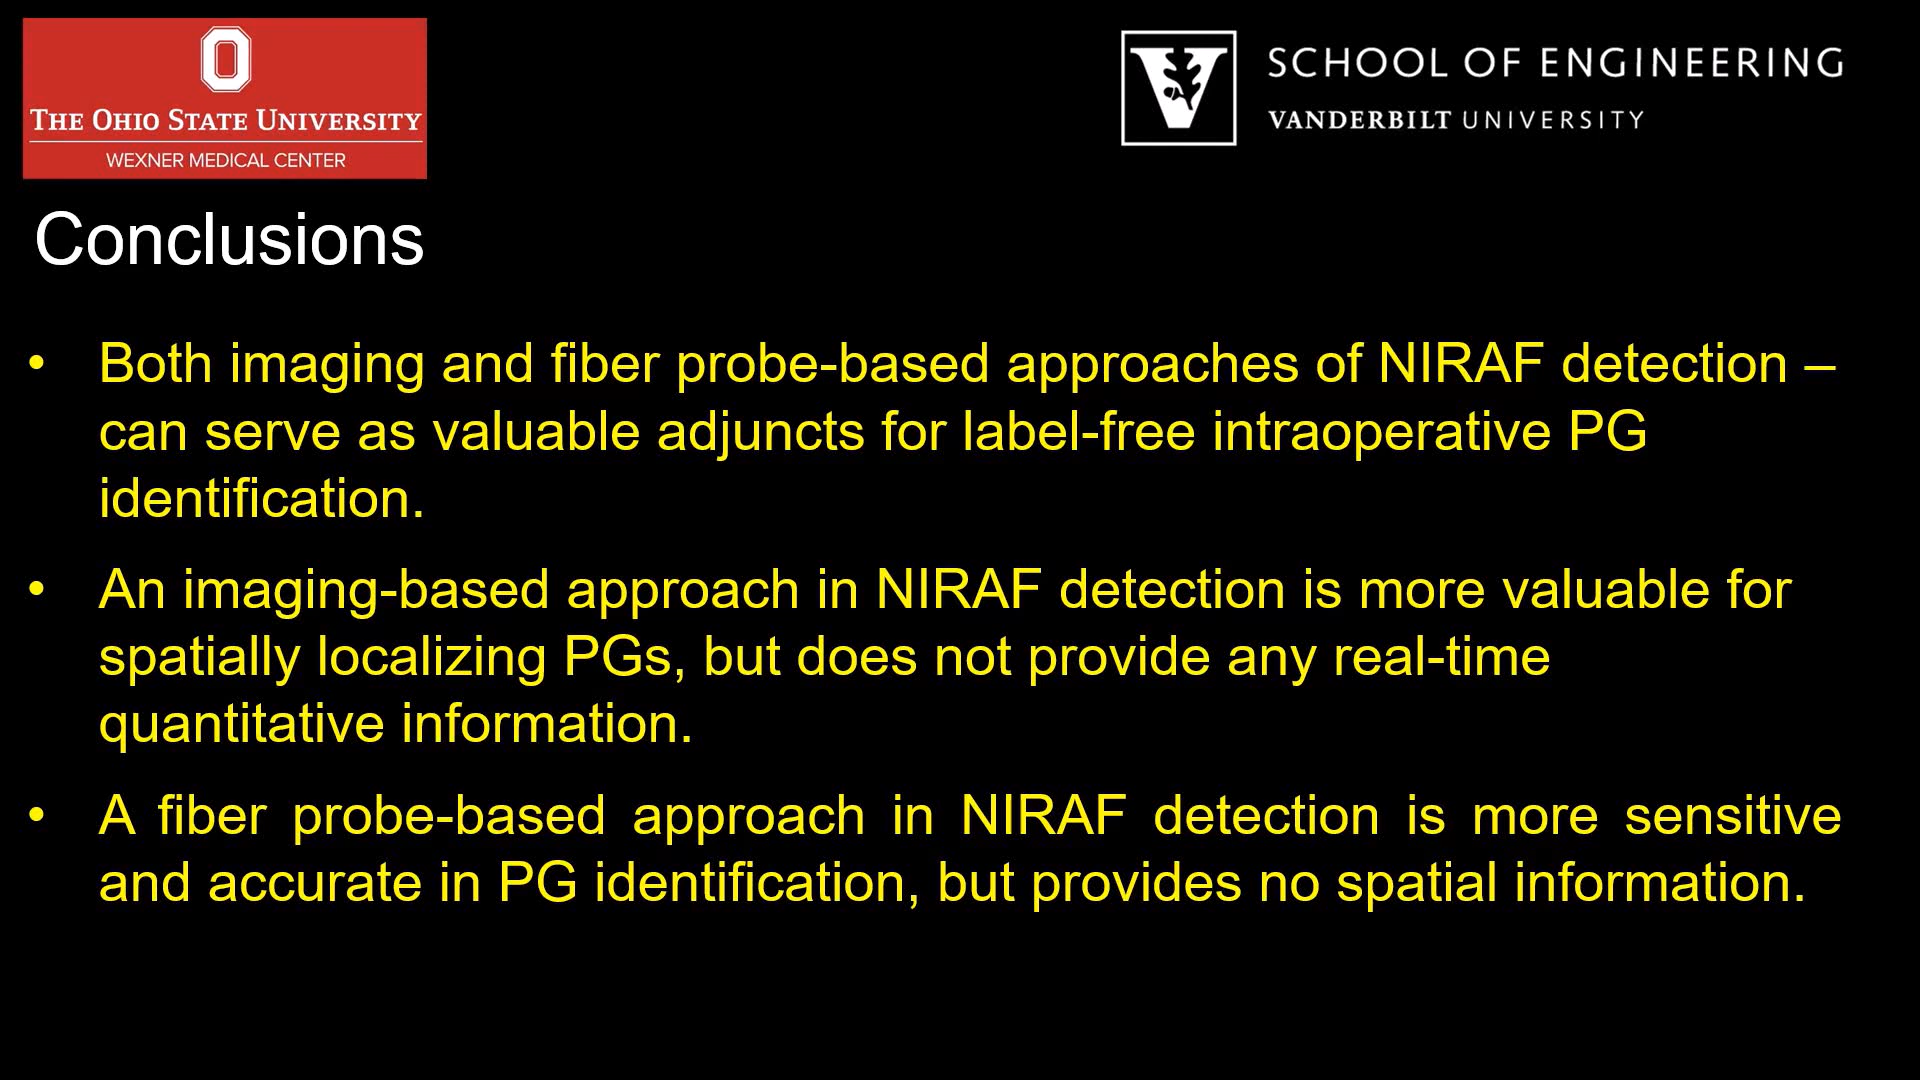 O
THE OHIO STATE UNIVERSITY
WEXNER MEDICAL CENTER
V
SCHOOL OF ENGINEERING
VANDERBILT UNIVERSITY
Conclusions
• Both imaging and fiber probe-based approaches of NIRAF detection –
can serve as valuable adjuncts for label-free intraoperative PG
identification.
• An imaging-based approach in NIRAF detection is more valuable for
spatially localizing PGs, but does not provide any real-time
quantitative information.
• A fiber probe-based approach in NIRAF detection is more sensitive
and accurate in PG identification, but provides no spatial information.